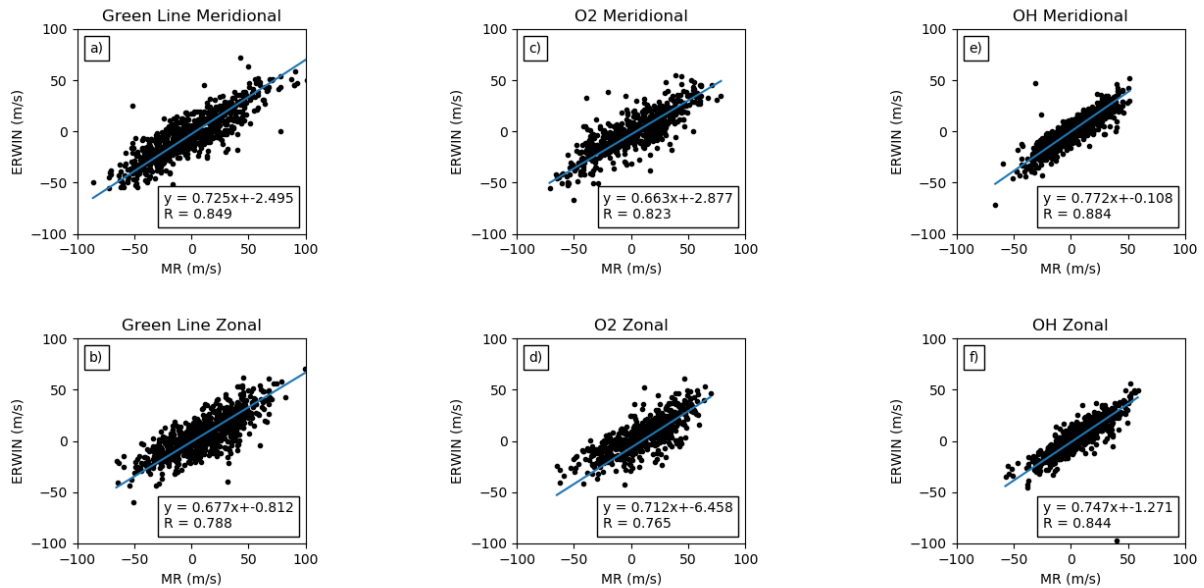 Green Line Meridional
a)
100
50
0
−50
−100
ERWIN (m/s)
y = 0.725x+-2.495
R = 0.849
−100 −50 0 50 100
MR (m/s)
O2 Meridional
c)
100
50
0
−50
−100
ERWIN (m/s)
y = 0.663x+-2.877
R = 0.823
−100 −50 0 50 100
MR (m/s)
OH Meridional
e)
100
50
0
−50
−100
ERWIN (m/s)
y = 0.772x+-0.108
R = 0.884
−100 −50 0 50 100
MR (m/s)
Green Line Zonal
b)
100
50
0
−50
−100
ERWIN (m/s)
y = 0.677x+-0.812
R = 0.788
−100 −50 0 50 100
MR (m/s)
O2 Zonal
d)
100
50
0
−50
−100
ERWIN (m/s)
y = 0.712x+-6.458
R = 0.765
−100 −50 0 50 100
MR (m/s)
OH Zonal
f)
100
50
0
−50
−100
ERWIN (m/s)
y = 0.747x+-1.271
R = 0.844
−100 −50 0 50 100
MR (m/s)